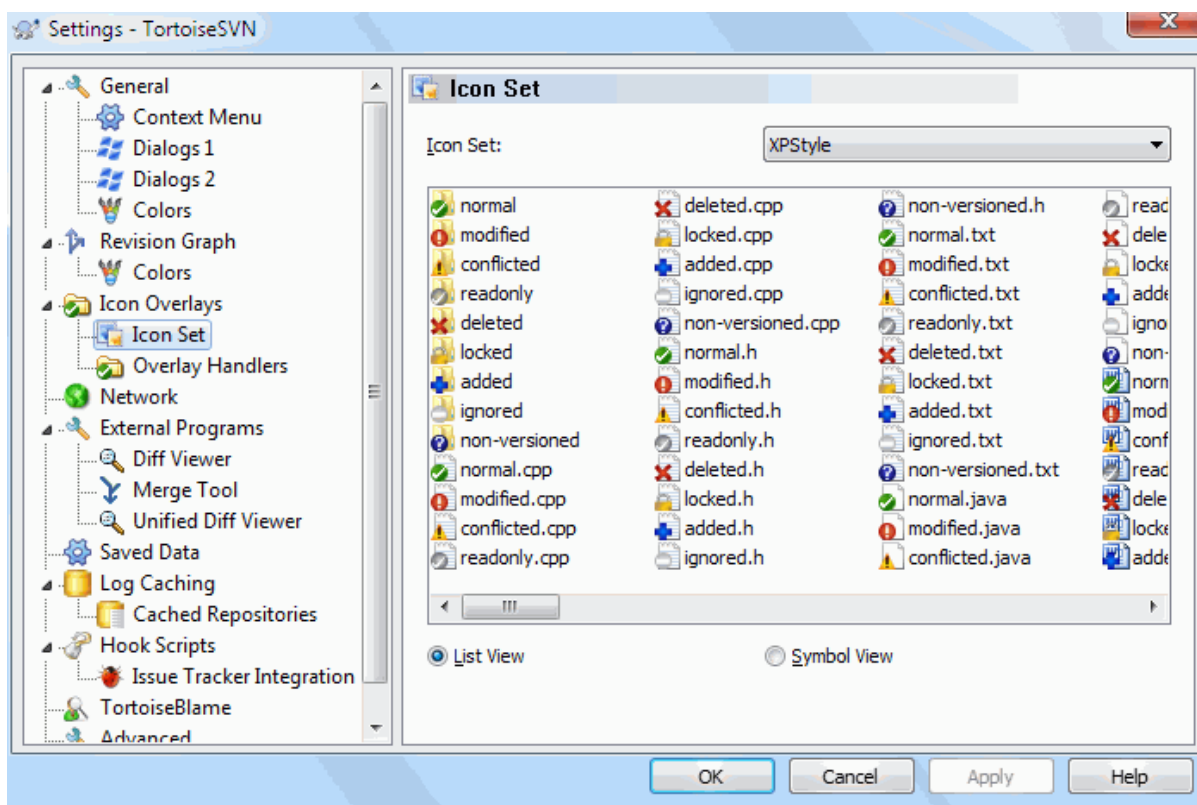 Settings - TortoiseSVN
General
Context Menu
Dialogs 1
Dialogs 2
Colors
Revision Graph
Colors
Icon Overlays
Icon Set
Overlay Handlers
Network
External Programs
Diff Viewer
Merge Tool
Unified Diff Viewer
Saved Data
Log Caching
Cached Repositories
Hook Scripts
Issue Tracker Integration
TortoiseBlame
Advanced
Icon Set
Icon Set:
XPStyle
normal
modified
conflicted
readonly
deleted
locked
added
ignored
non-versioned
normal.cpp
modified.cpp
conflicted.cpp
readonly.cpp
deleted.cpp
locked.cpp
added.cpp
ignored.cpp
non-versioned.cpp
normal.h
modified.h
conflicted.h
readonly.h
deleted.h
locked.h
added.h
ignored.h
non-versioned.h
normal.txt
modified.txt
conflicted.txt
readonly.txt
deleted.txt
locked.txt
added.txt
ignored.txt
non-versioned.txt
normal.java
modified.java
conflicted.java
List View
Symbol View
OK
Cancel
Apply
Help